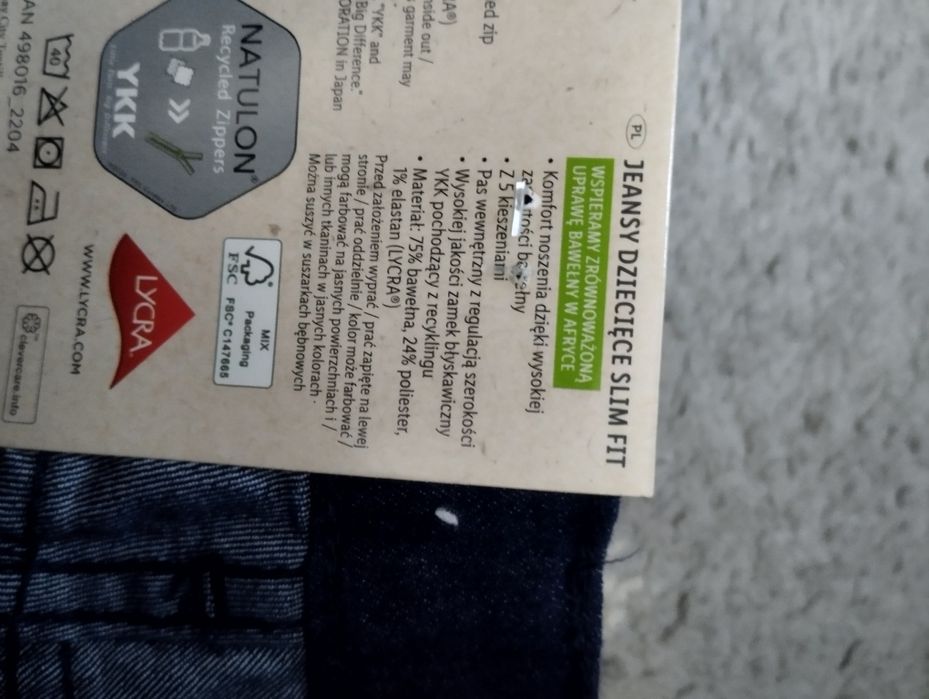 PL JEANSY DZIECIĘCE SLIM FIT
WSPIERAMY ZRÓWNOWAŻONĄ
UPRAWĘ BAWEŁNY W AFRYCE
• Komfort noszenia dzięki wysokiej
• Z 5 kieszeniami
• Pas wewnętrzny z regulacją szerokości
• Wysokiej jakości zamek błyskawiczny
YKK pochodzący z recyklingu
• Materiał: 75% bawełna, 24% poliester,
1% elastan (LYCRA®)
Przed założeniem wyprać / prać zapięte na lewej
stronie / prać oddzielnie / kolor może farbować /
mogą farbować na jasnych powierzchniach i /
lub innych tkaninach w jasnych kolorach ·
Można suszyć w suszarkach bębnowych
ed zip
nside out /
garment may
"YKK" and
Big Difference."
ORATION in Japan
NATULON®
Recycled Zippers
YKK
Little Parts. Big Difference.
FSC
MIX
Packaging
FSC® C147665
LYCRA®
WWW.LYCRA.COM
40
AN 498016_2204
clevercare.info